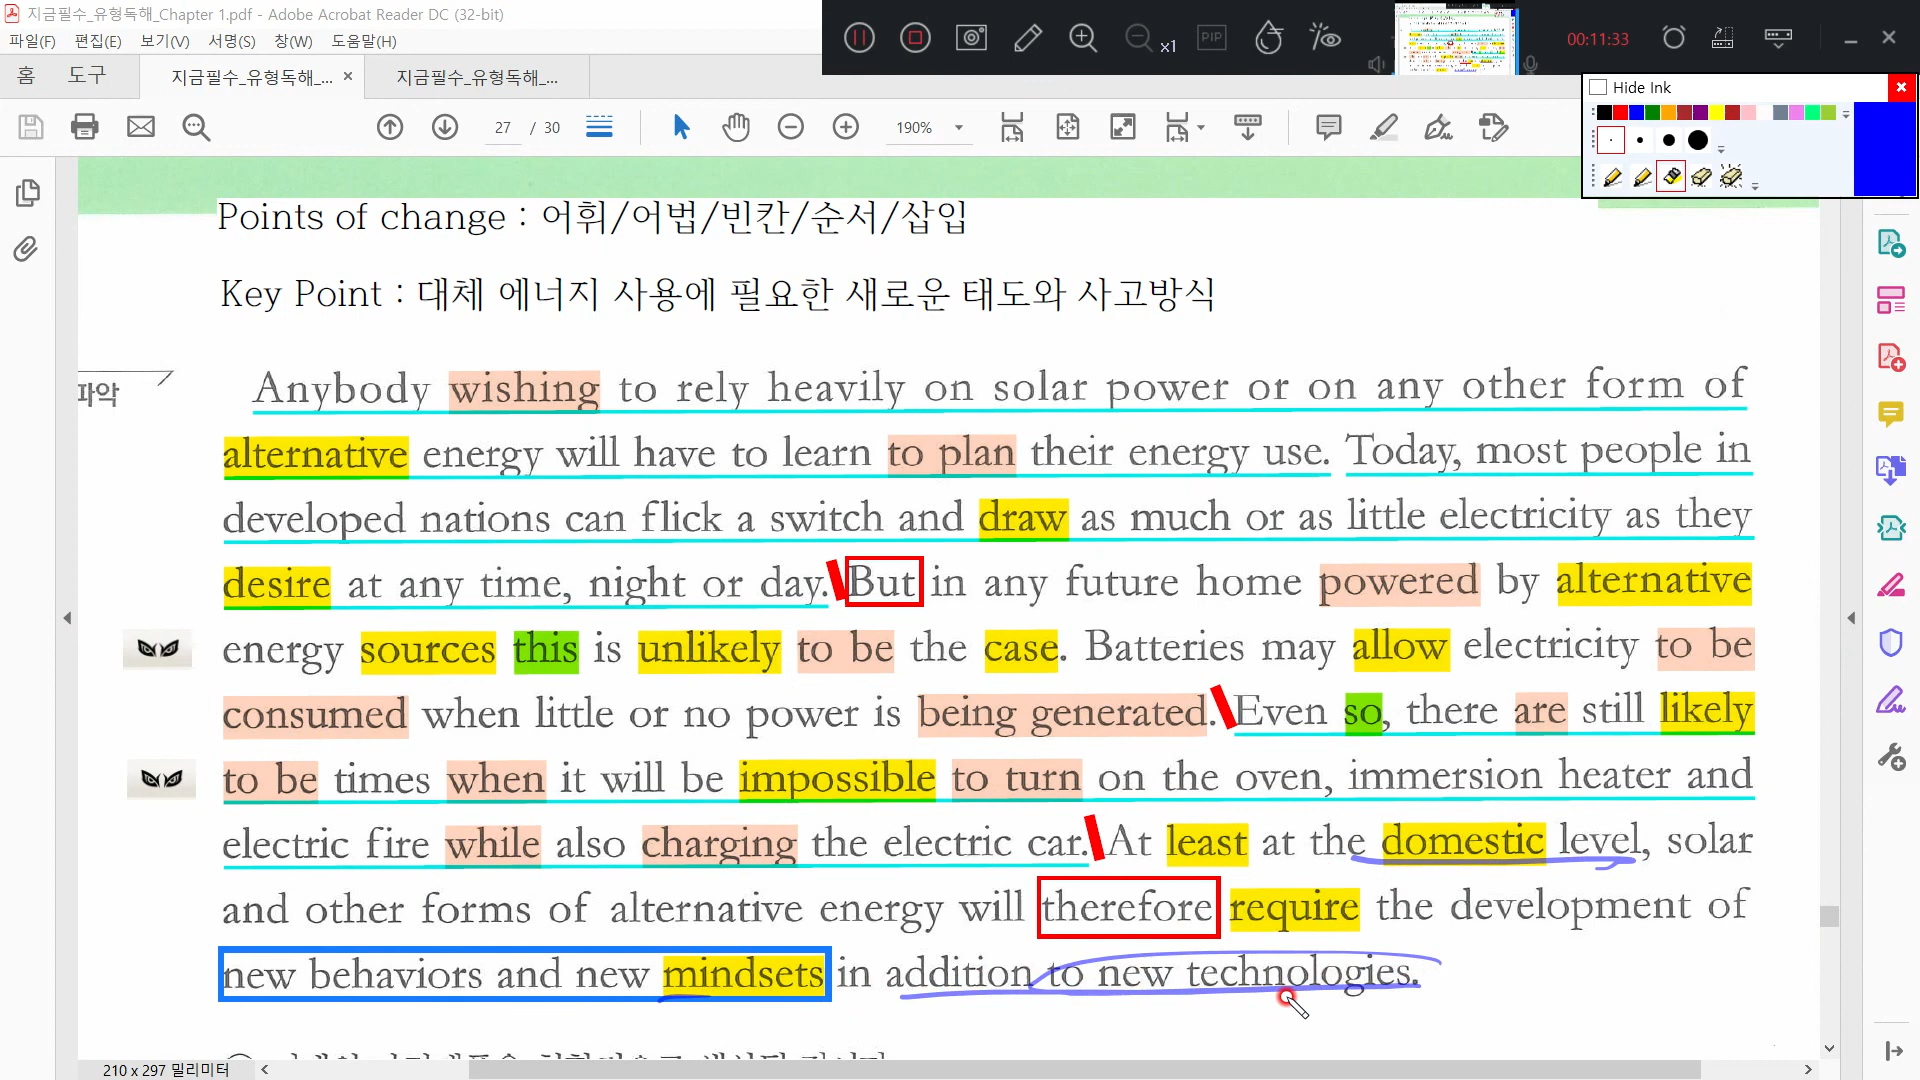 지금필수_유형독해_Chapter 1.pdf - Adobe Acrobat Reader DC (32-bit)
파일(F) 편집(E) 보기(V) 서명(S) 창(W) 도움말(H)
x1
PIP
00:11:33
홈 도구 지금필수_유형독해_... × 지금필수_유형독해_...
Hide Ink
27 / 30
190%
Points of change : 어휘/어법/빈칸/순서/삽입
Key Point : 대체 에너지 사용에 필요한 새로운 태도와 사고방식
파악
Anybody wishing to rely heavily on solar power or on any other form of
alternative energy will have to learn to plan their energy use. Today, most people in
developed nations can flick a switch and draw as much or as little electricity as they
desire at any time, night or day. But in any future home powered by alternative
energy sources this is unlikely to be the case. Batteries may allow electricity to be
consumed when little or no power is being generated. Even so, there are still likely
to be times when it will be impossible to turn on the oven, immersion heater and
electric fire while also charging the electric car. At least at the domestic level, solar
and other forms of alternative energy will therefore require the development of
new behaviors and new mindsets in addition to new technologies.
210 x 297 밀리미터